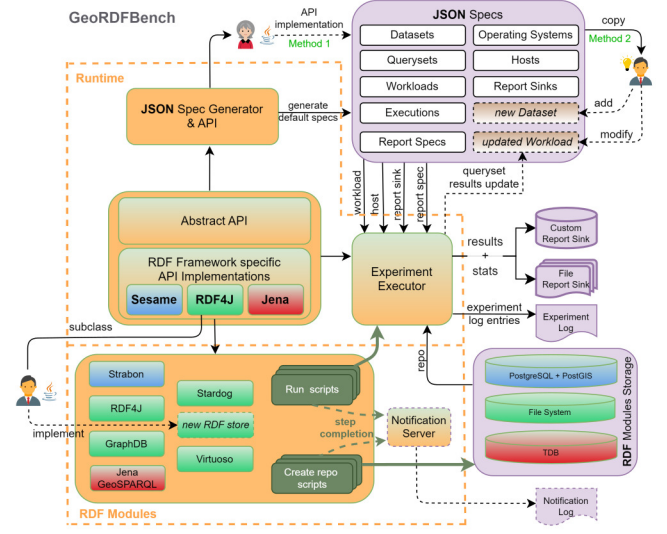 GeoRDFBench
API
implementation
Method 1
JSON Specs
Datasets
Operating Systems
Querysets
Hosts
Workloads
Report Sinks
Executions
new Dataset
Report Specs
updated Workload
copy
Method 2
add
modify
Runtime
JSON Spec Generator
& API
generate
default specs
workload
host
report sink
report spec
queryset
results update
Abstract API
RDF Framework specific
API Implementations
Sesame
RDF4J
Jena
Experiment
Executor
results
+
stats
Custom
Report Sink
File
Report Sink
experiment
log entries
Experiment
Log
subclass
implement
repo
Strabon
RDF4J
GraphDB
Jena
GeoSPARQL
Stardog
new RDF store
Virtuoso
Run scripts
step
completion
Create repo
scripts
Notification
Server
PostgreSQL + PostGIS
File System
TDB
RDF Modules Storage
Notification
Log
RDF Modules